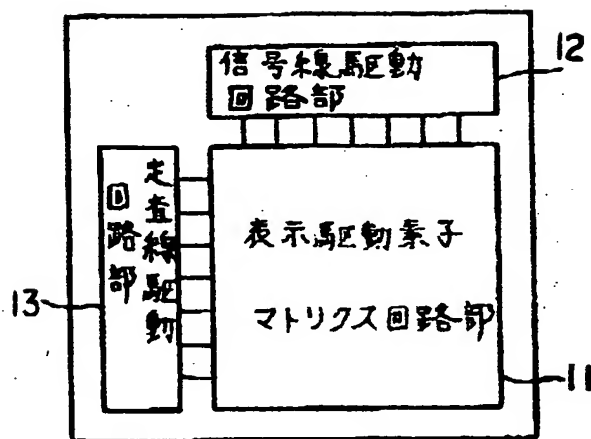 信号線駆動
回路部
12
走査線駆動
回路部
13
表示駆動素子
マトリクス回路部
11